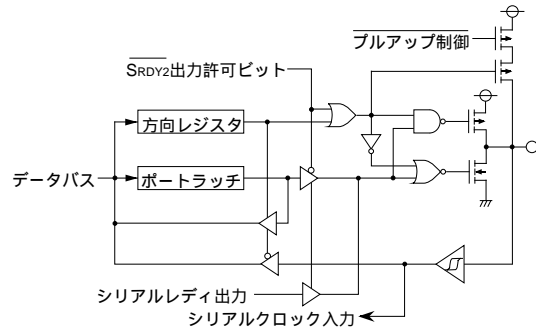 プルアップ制御
SRDY2出力許可ビット
方向レジスタ
データバス
ポートラッチ
シリアルレディ出力
シリアルクロック入力